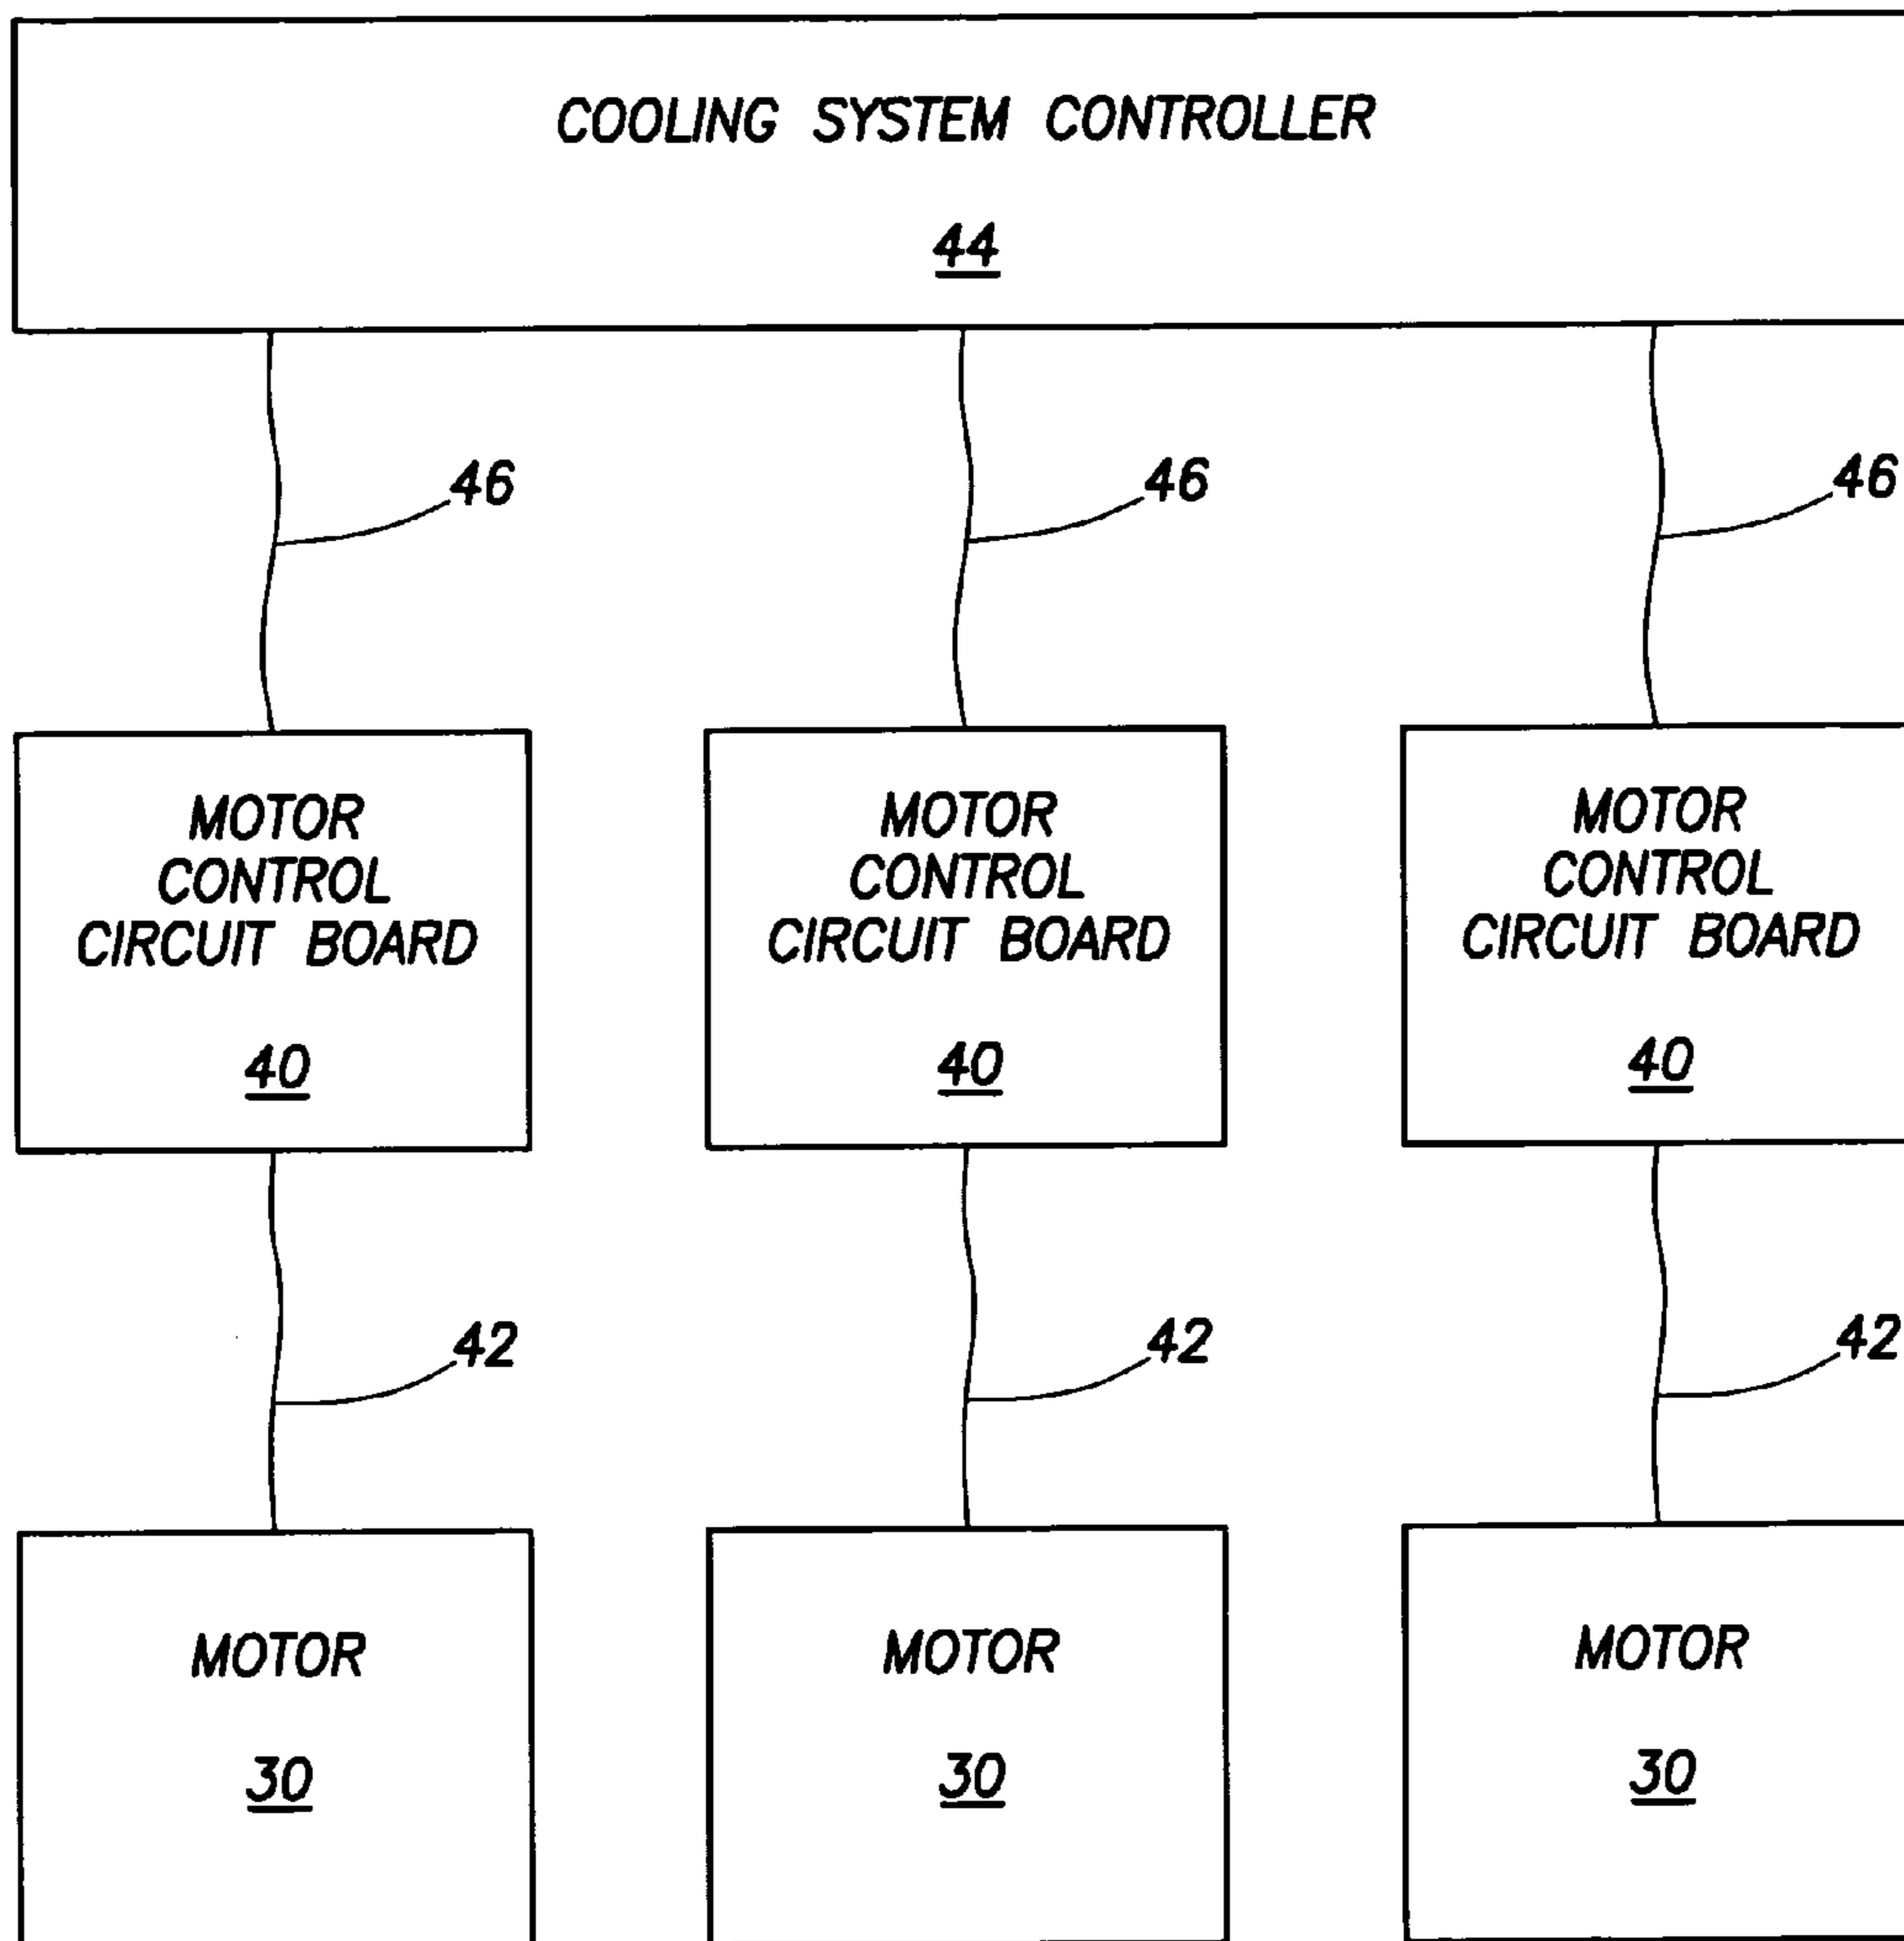 COOLING SYSTEM CONTROLLER
44
46 46 46
MOTOR
CONTROL
CIRCUIT BOARD
40
MOTOR
CONTROL
CIRCUIT BOARD
40
MOTOR
CONTROL
CIRCUIT BOARD
40
42 42 42
MOTOR
30
MOTOR
30
MOTOR
30